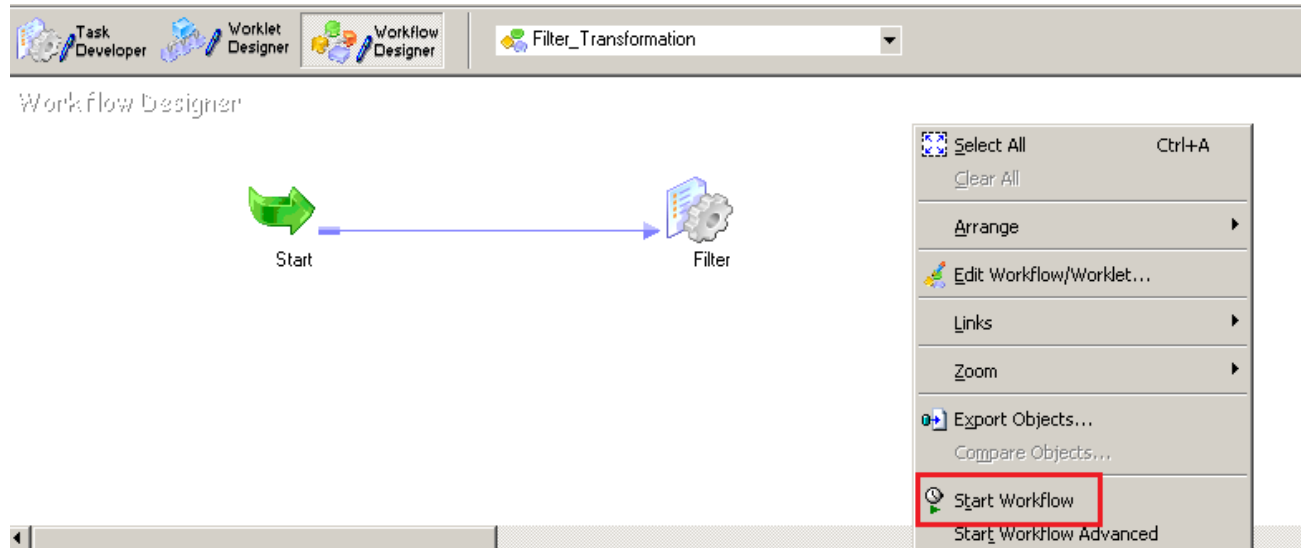 Task
Developer
Worklet
Designer
Workflow
Designer
Filter_Transformation
Workflow Designer
Start
Filter
Select All Ctrl+A
Clear All
Arrange
Edit Workflow/Worklet...
Links
Zoom
Export Objects...
Compare Objects...
Start Workflow
Start Workflow Advanced